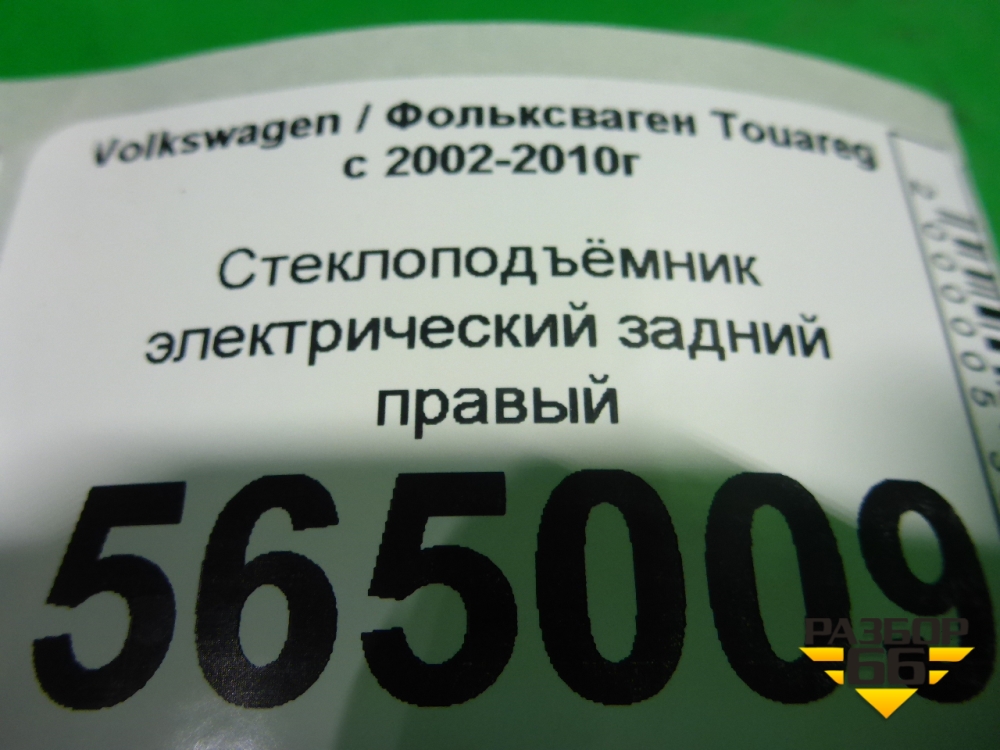 Volkswagen / Фольксваген Touareg
с 2002-2010г
Стеклоподъёмник
электрический задний
правый
565009
РАЗБОР
66